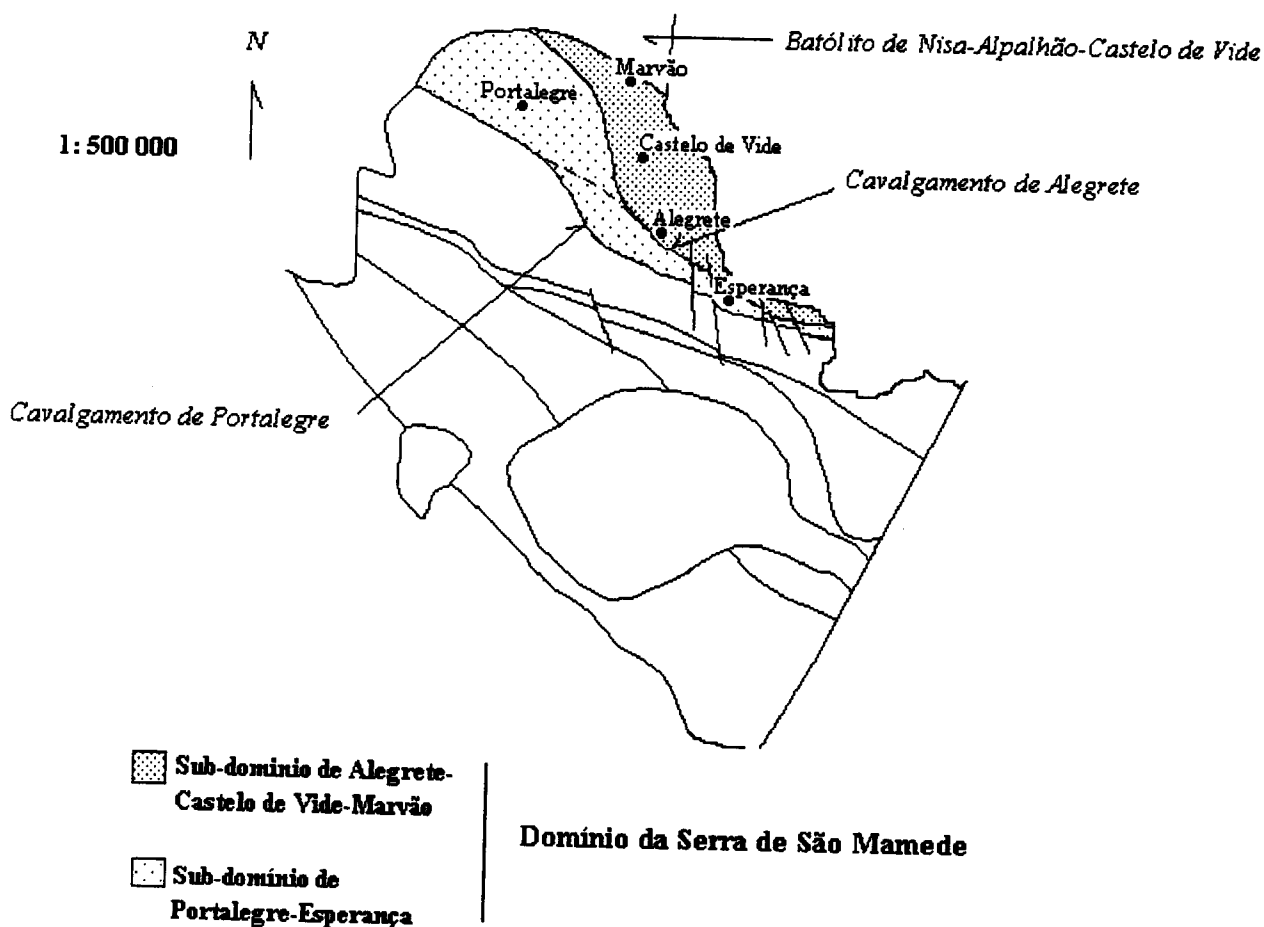 N
Batólito de Nisa-Alpalhão-Castelo de Vide
Marvão
Portalegre
1: 500 000
Castelo de Vide
Cavalgamento de Alegrete
Alegrete
Esperança
Cavalgamento de Portalegre
Sub-domínio de Alegrete-
Castelo de Vide-Marvão
Domínio da Serra de São Mamede
Sub-domínio de
Portalegre-Esperança